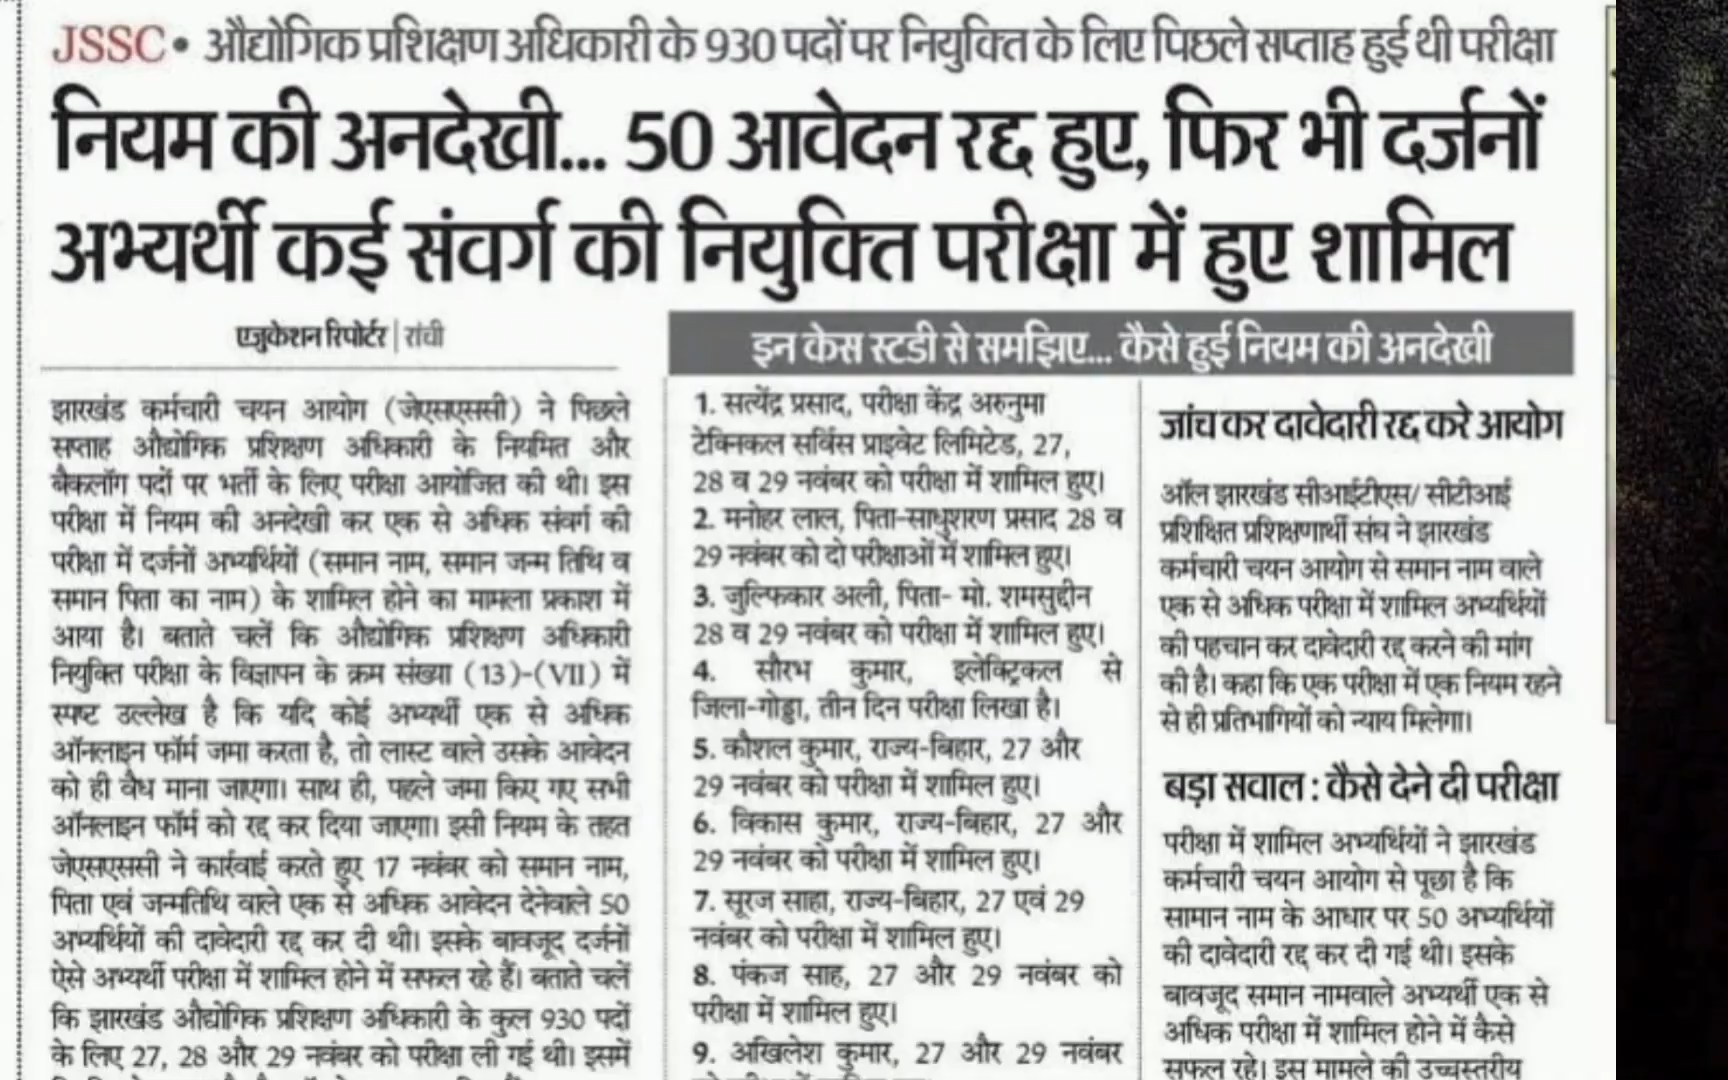 JSSC • औद्योगिक प्रशिक्षण अधिकारी के 930 पदों पर नियुक्ति के लिए पिछले सप्ताह हुई थी परीक्षा
नियम की अनदेखी... 50 आवेदन रद्द हुए, फिर भी दर्जनों
अभ्यर्थी कई संवर्ग की नियुक्ति परीक्षा में हुए शामिल
एजुकेशन रिपोर्टर | रांची
झारखंड कर्मचारी चयन आयोग (जेएसएससी) ने पिछले
सप्ताह औद्योगिक प्रशिक्षण अधिकारी के नियमित और
बैकलॉग पदों पर भर्ती के लिए परीक्षा आयोजित की थी। इस
परीक्षा में नियम की अनदेखी कर एक से अधिक संवर्ग की
परीक्षा में दर्जनों अभ्यर्थियों (समान नाम, समान जन्म तिथि व
समान पिता का नाम) के शामिल होने का मामला प्रकाश में
आया है। बताते चलें कि औद्योगिक प्रशिक्षण अधिकारी
नियुक्ति परीक्षा के विज्ञापन के क्रम संख्या (13)-(VII) में
स्पष्ट उल्लेख है कि यदि कोई अभ्यर्थी एक से अधिक
ऑनलाइन फॉर्म जमा करता है, तो लास्ट वाले उसके आवेदन
को ही वैध माना जाएगा। साथ ही, पहले जमा किए गए सभी
ऑनलाइन फॉर्म को रद्द कर दिया जाएगा। इसी नियम के तहत
जेएसएससी ने कार्रवाई करते हुए 17 नवंबर को समान नाम,
पिता एवं जन्मतिथि वाले एक से अधिक आवेदन देनेवाले 50
अभ्यर्थियों की दावेदारी रद्द कर दी थी। इसके बावजूद दर्जनों
ऐसे अभ्यर्थी परीक्षा में शामिल होने में सफल रहे हैं। बताते चलें
कि झारखंड औद्योगिक प्रशिक्षण अधिकारी के कुल 930 पदों
के लिए 27, 28 और 29 नवंबर को परीक्षा ली गई थी। इसमें
इन केस स्टडी से समझिए... कैसे हुई नियम की अनदेखी
1. सत्येंद्र प्रसाद, परीक्षा केंद्र अरुनुमा
टेक्निकल सर्विस प्राइवेट लिमिटेड, 27,
28 व 29 नवंबर को परीक्षा में शामिल हुए।
2. मनोहर लाल, पिता-साधुशरण प्रसाद 28 व
29 नवंबर को दो परीक्षाओं में शामिल हुए।
3. जुल्फिकार अली, पिता- मो. शमसुद्दीन
28 व 29 नवंबर को परीक्षा में शामिल हुए।
4. सौरभ कुमार, इलेक्ट्रिकल से
जिला-गोड्डा, तीन दिन परीक्षा लिखा है।
5. कौशल कुमार, राज्य-बिहार, 27 और
29 नवंबर को परीक्षा में शामिल हुए।
6. विकास कुमार, राज्य-बिहार, 27 और
29 नवंबर को परीक्षा में शामिल हुए।
7. सूरज साहा, राज्य-बिहार, 27 एवं 29
नवंबर को परीक्षा में शामिल हुए।
8. पंकज साह, 27 और 29 नवंबर को
परीक्षा में शामिल हुए।
9. अखिलेश कुमार, 27 और 29 नवंबर
जांच कर दावेदारी रद्द करे आयोग
ऑल झारखंड सीआईटीएस/ सीटीआई
प्रशिक्षित प्रशिक्षणार्थी संघ ने झारखंड
कर्मचारी चयन आयोग से समान नाम वाले
एक से अधिक परीक्षा में शामिल अभ्यर्थियों
की पहचान कर दावेदारी रद्द करने की मांग
की है। कहा कि एक परीक्षा में एक नियम रहने
से ही प्रतिभागियों को न्याय मिलेगा।
बड़ा सवाल : कैसे देने दी परीक्षा
परीक्षा में शामिल अभ्यर्थियों ने झारखंड
कर्मचारी चयन आयोग से पूछा है कि
सामान नाम के आधार पर 50 अभ्यर्थियों
की दावेदारी रद्द कर दी गई थी। इसके
बावजूद समान नामवाले अभ्यर्थी एक से
अधिक परीक्षा में शामिल होने में कैसे
सफल रहे। इस मामले की उच्चस्तरीय